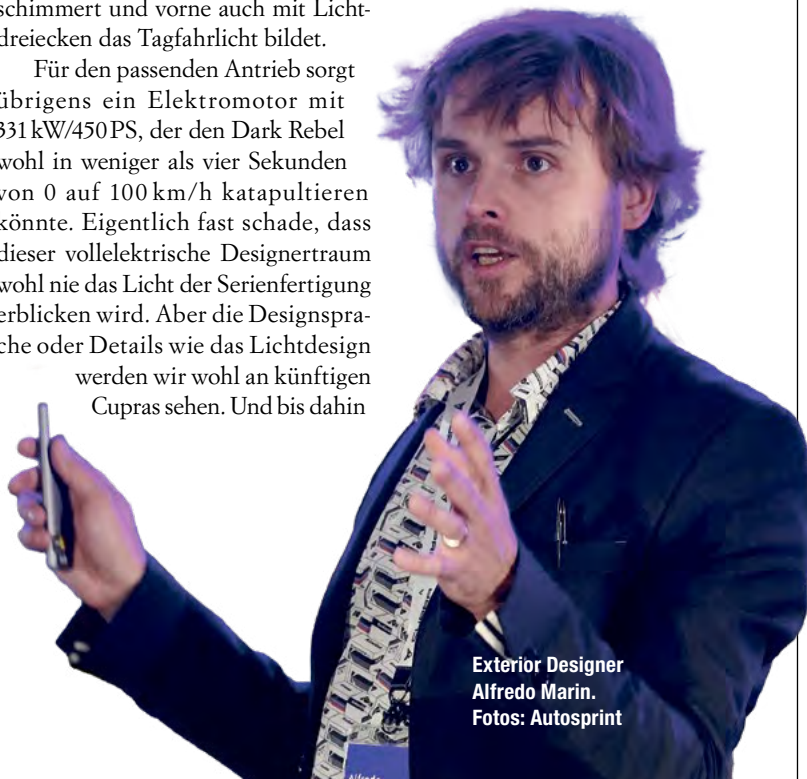 schimmert und vorne auch mit Licht-
dreiecken das Tagfahrlicht bildet.
Für den passenden Antrieb sorgt
übrigens ein Elektromotor mit
331 kW/450 PS, der den Dark Rebel
wohl in weniger als vier Sekunden
von 0 auf 100 km/h katapultieren
könnte. Eigentlich fast schade, dass
dieser vollelektrische Designertraum
wohl nie das Licht der Serienfertigung
erblicken wird. Aber die Designspra-
che oder Details wie das Lichtdesign
werden wir wohl an künftigen
Cupras sehen. Und bis dahin
Exterior Designer
Alfredo Marin.
Fotos: Autosprint
Alfredo